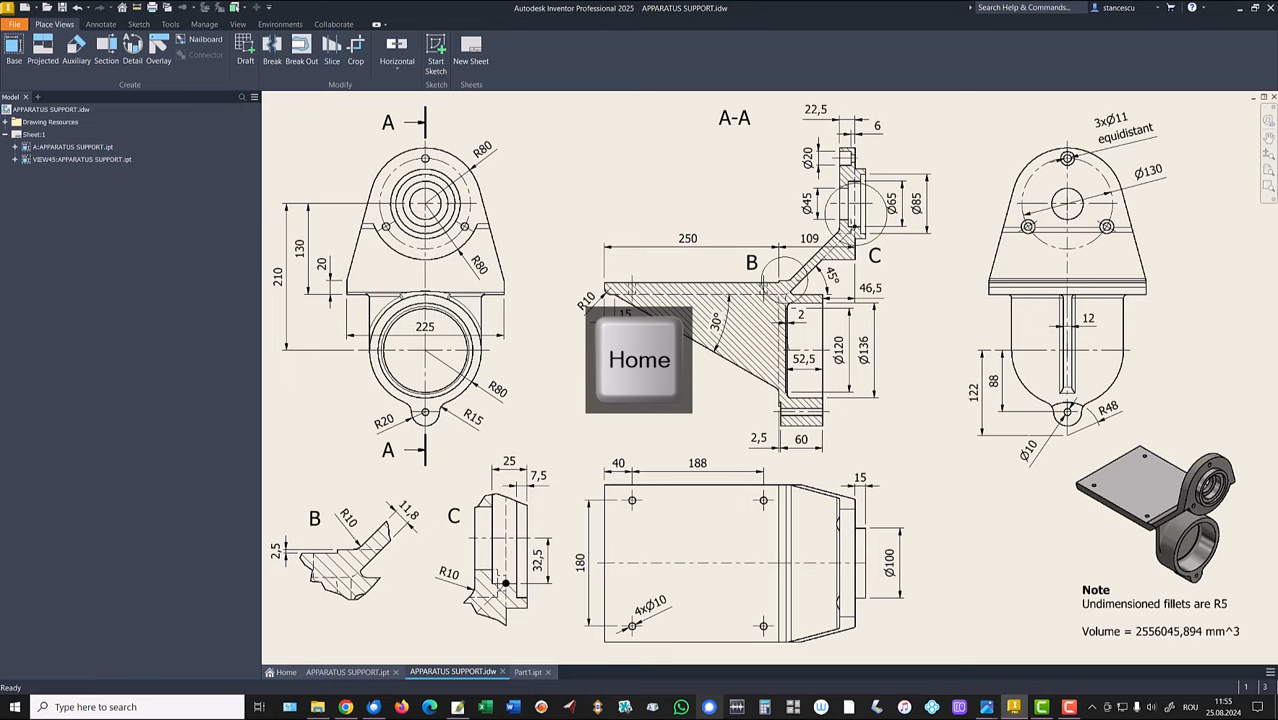 Autodesk Inventor Professional 2025 APPARATUS SUPPORT.idw
Search Help & Commands...
stancescu
File Place Views Annotate Sketch Tools Manage View Environments Collaborate
Base Projected Auxiliary Section Detail Overlay
Nailboard
Connector
Draft
Break Break Out Slice Crop
Horizontal
Start Sketch
New Sheet
Create Modify Sketch Sheets
Model × +
APPARATUS SUPPORT.idw
Drawing Resources
Sheet:1
A:APPARATUS SUPPORT.ipt
VIEW45:APPARATUS SUPPORT.ipt
A
R80
130
210
20
R80
225
R80
R20
R15
A
A-A
22,5
6
Ø20
Ø45
Ø65
Ø85
250
109
B
C
45°
46,5
R10
15
30°
2
52,5
Ø120
Ø136
2,5
60
Home
3xØ11
equidistant
Ø130
12
122
88
R48
Ø10
B
R10
11,8
2,5
C
25
7,5
R10
32,5
40
188
15
180
4xØ10
Ø100
Note
Undimensioned fillets are R5
Volume = 2556045,894 mm^3
Home APPARATUS SUPPORT.ipt × APPARATUS SUPPORT.idw × Part1.ipt ×
Ready
1 3
Type here to search
ROU
11:55
25.08.2024